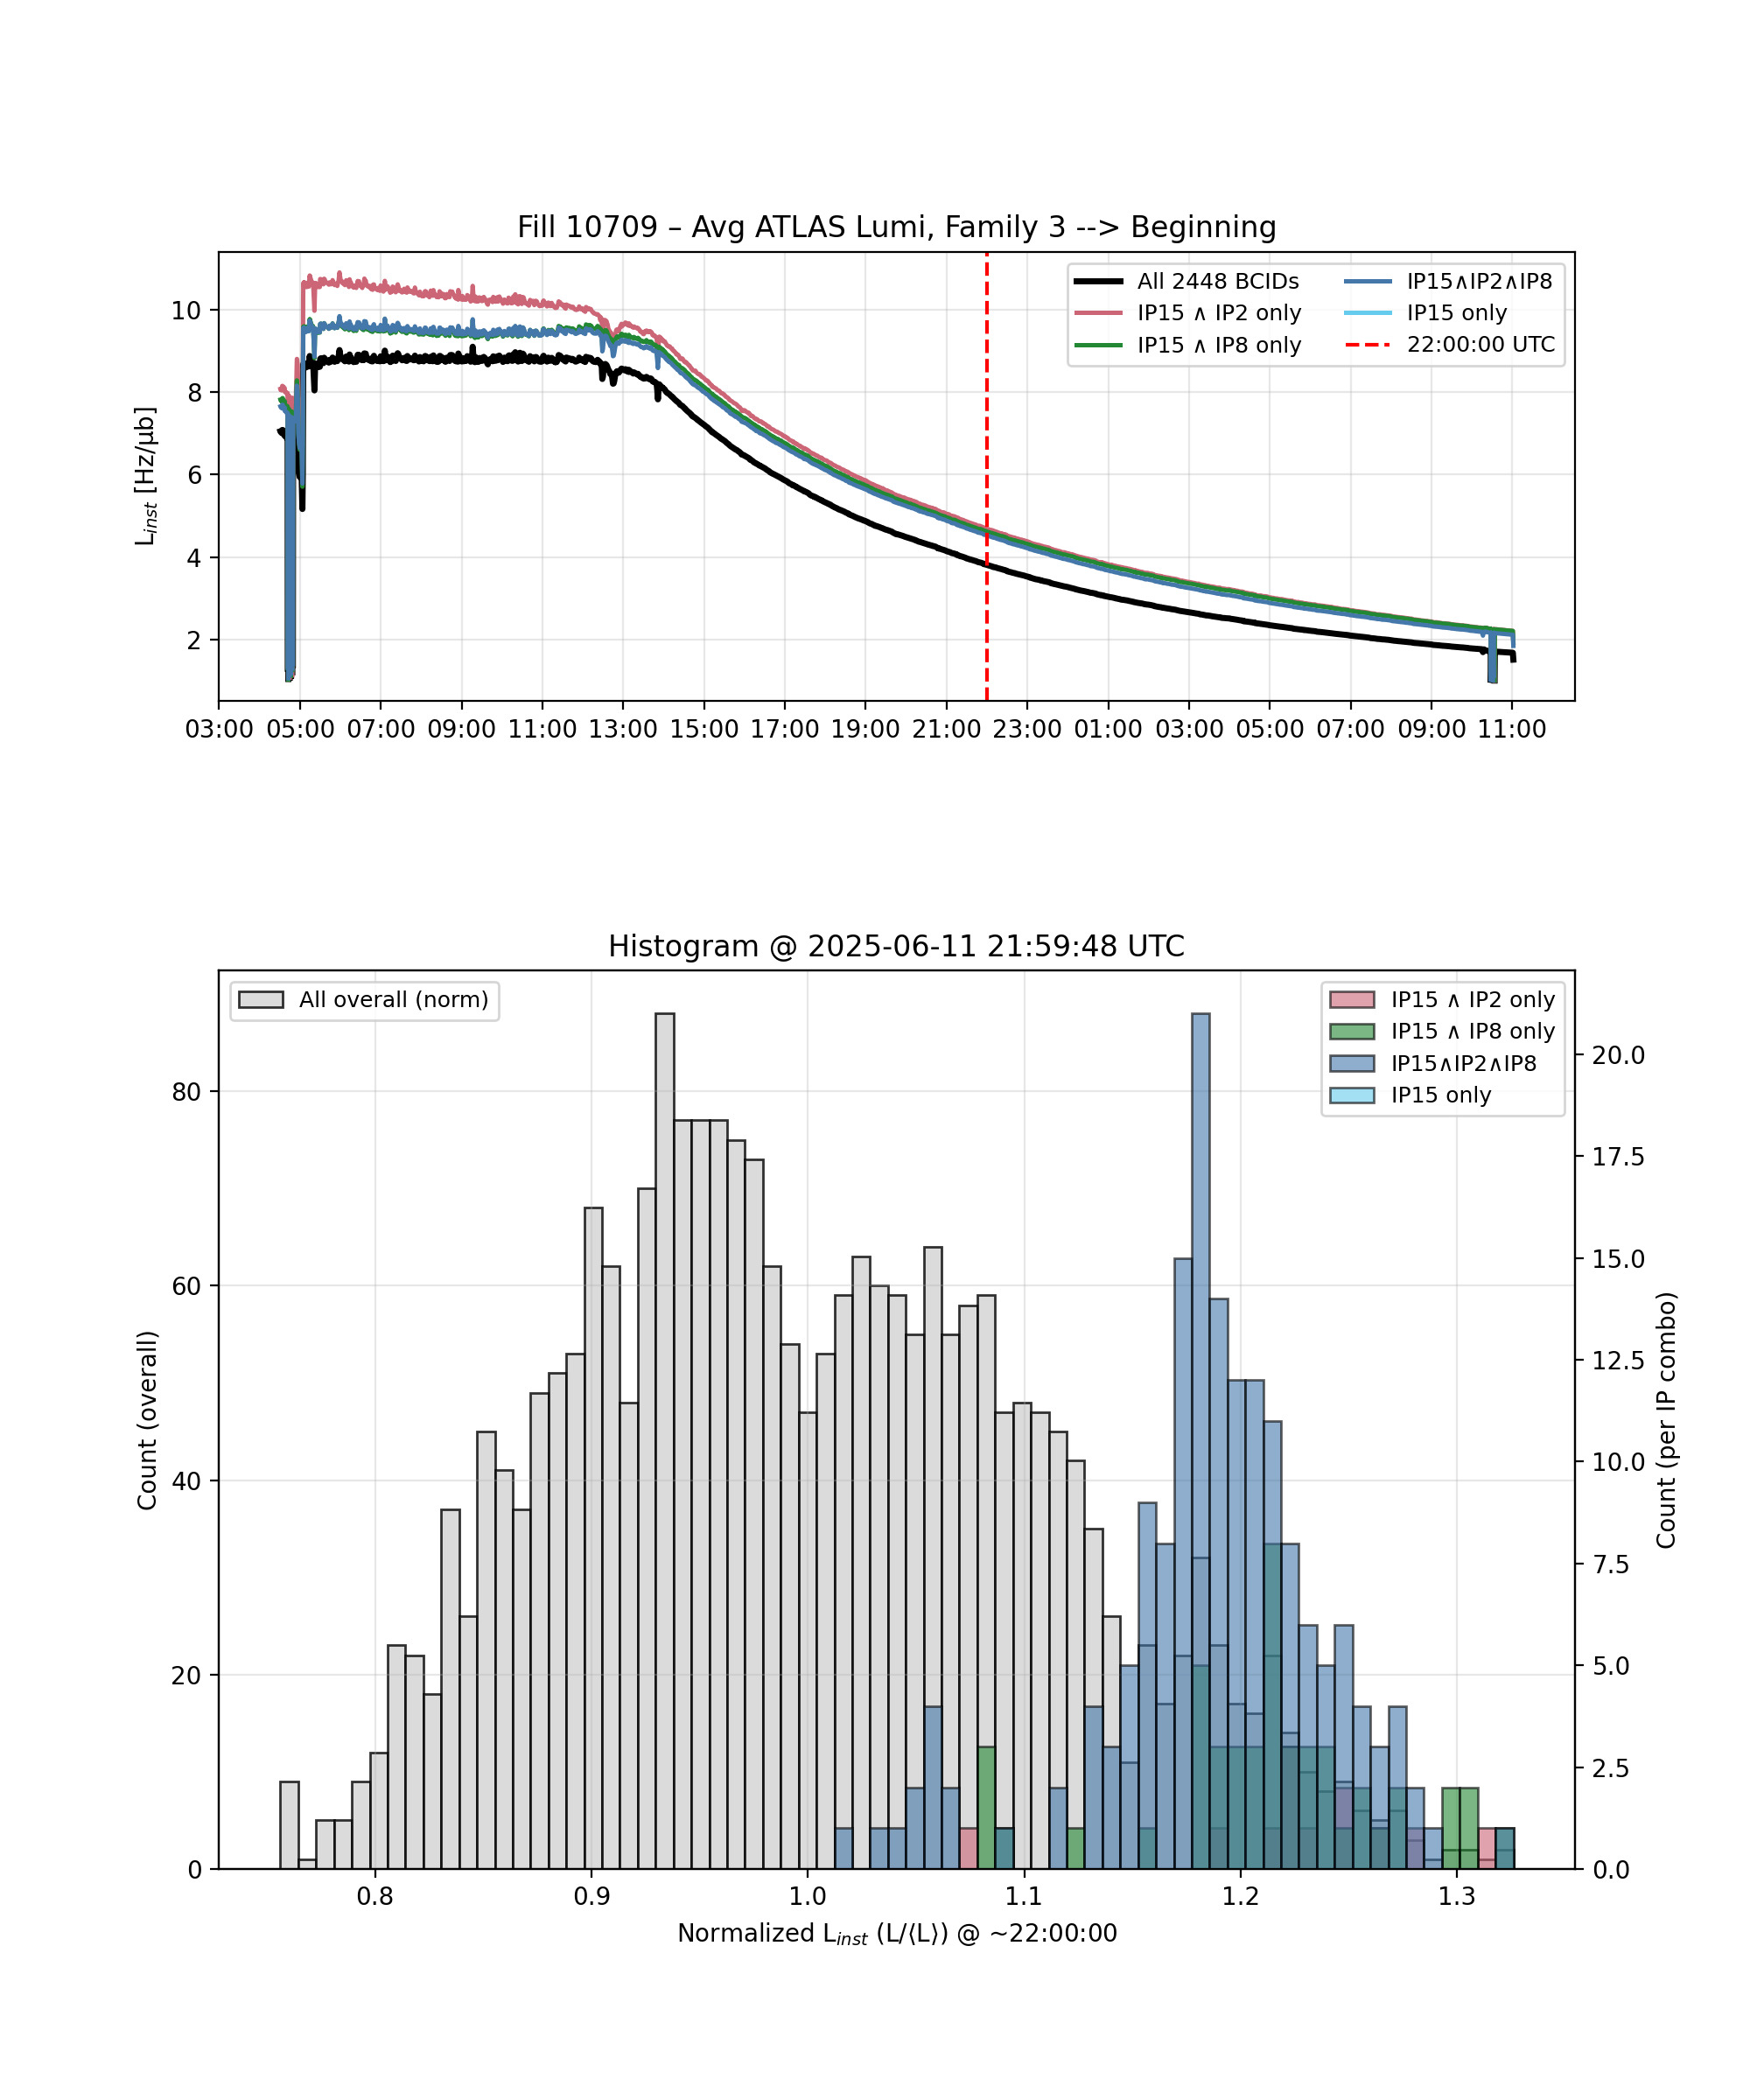 Fill 10709 – Avg ATLAS Lumi, Family 3 --> Beginning
All 2448 BCIDs
IP15 ∧ IP2 only
IP15 ∧ IP8 only
IP15∧IP2∧IP8
IP15 only
22:00:00 UTC
L_inst [Hz/μb]
10
8
6
4
2
03:00 05:00 07:00 09:00 11:00 13:00 15:00 17:00 19:00 21:00 23:00 01:00 03:00 05:00 07:00 09:00 11:00
Histogram @ 2025-06-11 21:59:48 UTC
All overall (norm)
IP15 ∧ IP2 only
IP15 ∧ IP8 only
IP15∧IP2∧IP8
IP15 only
Count (overall)
80
60
40
20
0
20.0
17.5
15.0
12.5
10.0
7.5
5.0
2.5
0.0
Count (per IP combo)
0.8 0.9 1.0 1.1 1.2 1.3
Normalized L_inst (L/⟨L⟩) @ ~22:00:00